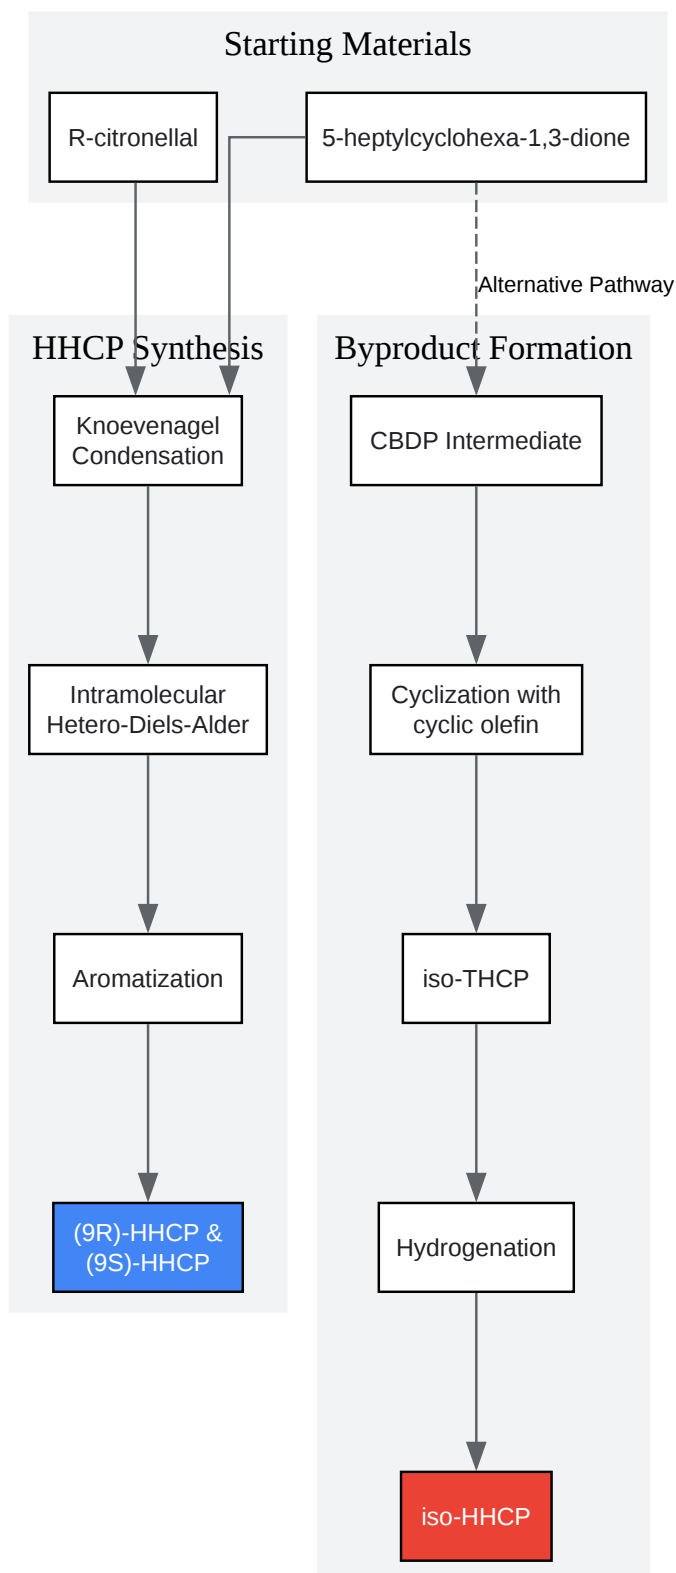 Starting Materials
R-citronellal
5-heptylcyclohexa-1,3-dione
Alternative Pathway
HHCP Synthesis
Knoevenagel
Condensation
Intramolecular
Hetero-Diels-Alder
Aromatization
(9R)-HHCP &
(9S)-HHCP
Byproduct Formation
CBDP Intermediate
Cyclization with
cyclic olefin
iso-THCP
Hydrogenation
iso-HHCP